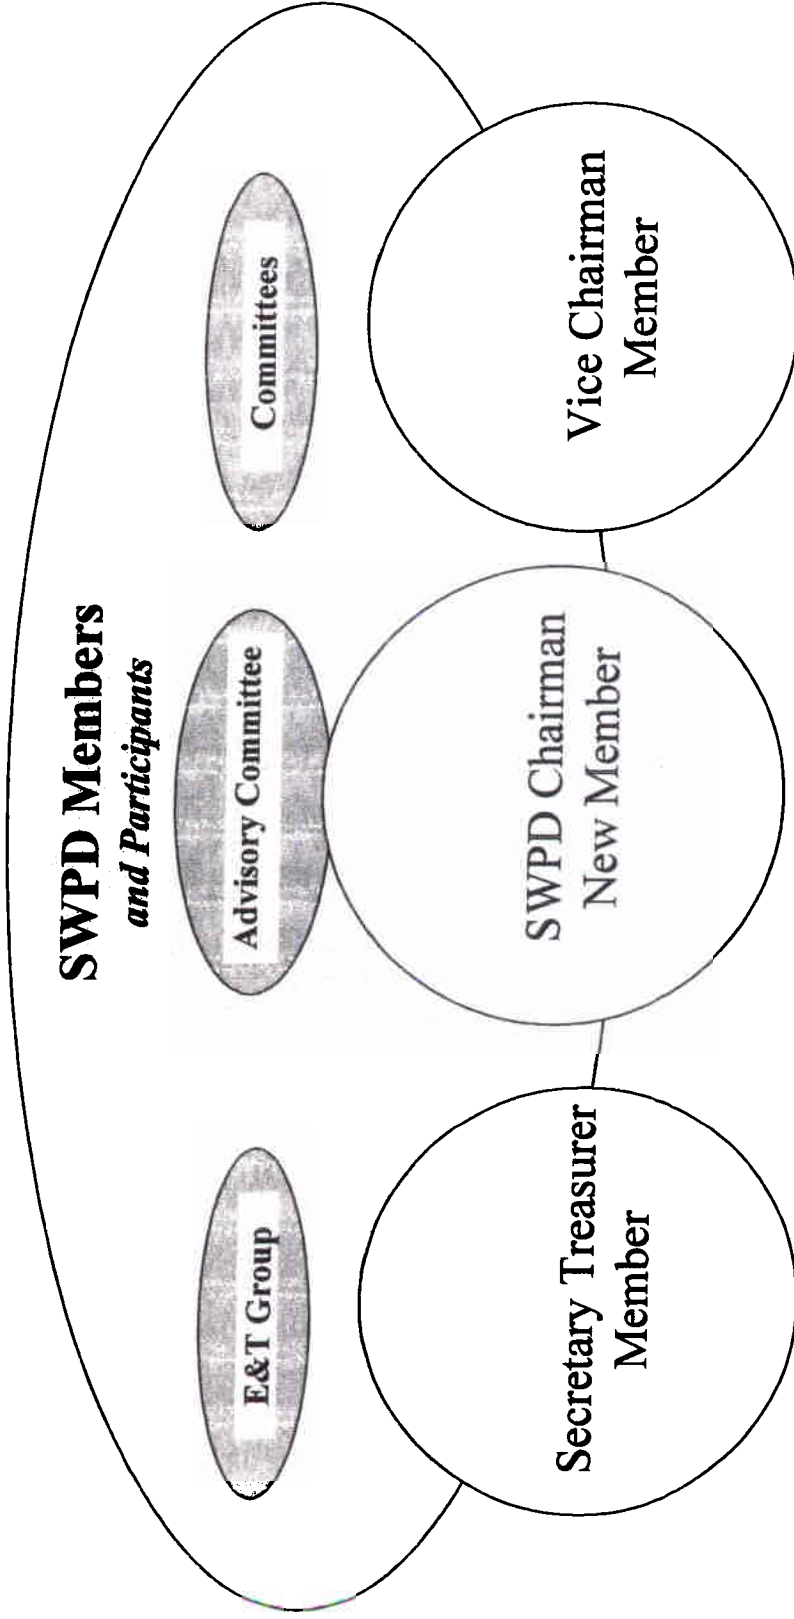 SWPD Members
and Participants
E&T Group
Advisory Committee
Committees
Secretary Treasurer
Member
SWPD Chairman
New Member
Vice Chairman
Member